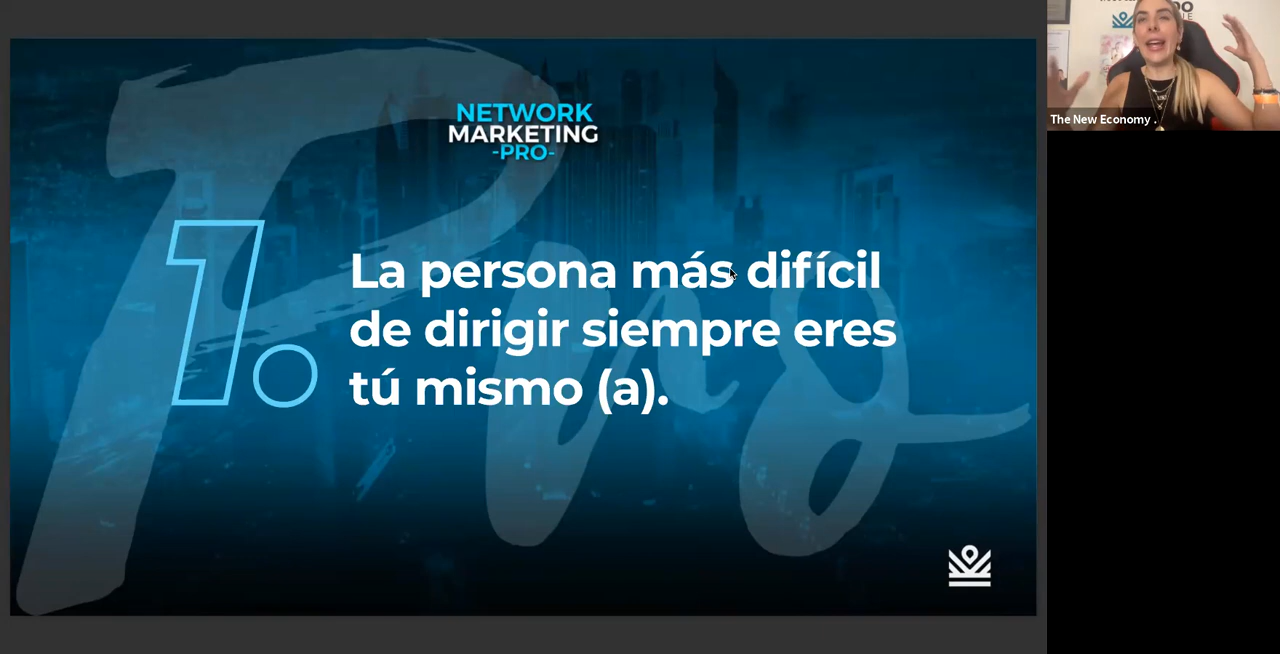 NETWORK
MARKETING
-PRO-
1.
La persona más difícil
de dirigir siempre eres
tú mismo (a).
The New Economy .